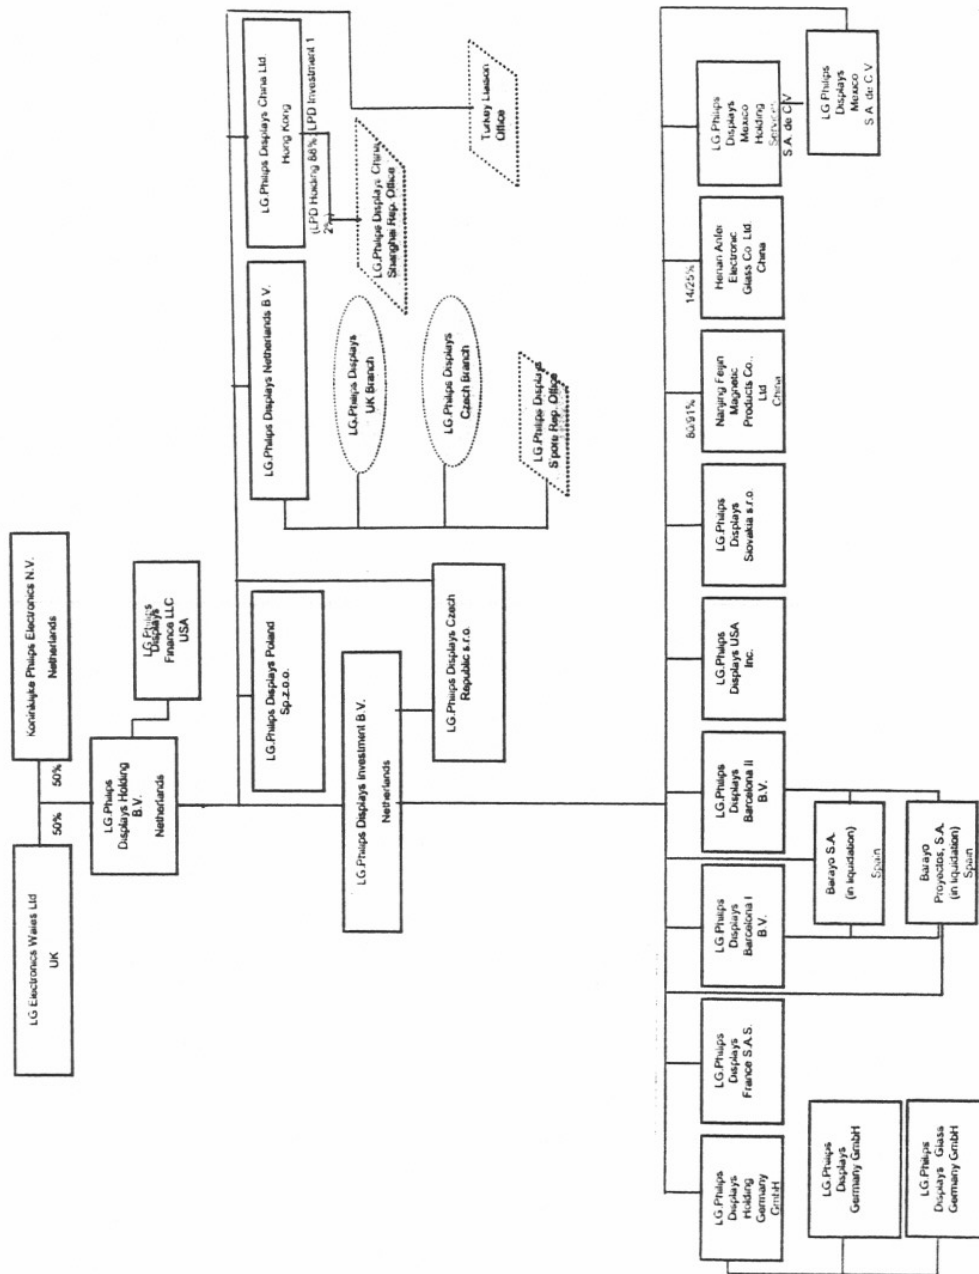 LG Electronics Wales Ltd
UK
Koninklijke Philips Electronics N.V.
Netherlands
50%
50%
LG.Philips
Displays Holding
B.V.
Netherlands
LG.Philips
Displays
Finance LLC
USA
LG.Philips Displays Poland
Sp.z.o.o.
LG.Philips Displays Netherlands B.V.
LG.Philips Displays China Ltd.
Hong Kong
(LPD Holding 88% LPD Investment 1
2%)
LG.Philips Displays Investment B.V.
Netherlands
LG.Philips Displays
UK Branch
LG.Philips Displays China
Shanghai Rep. Office
LG.Philips Displays Czech
Republic s.r.o.
LG.Philips Displays
Czech Branch
Turkey Liaison
Office
LG.Philips Displays
S'pore Rep. Office
80/91%
14/25%
LG.Philips
Displays
Holding
Germany
GmbH
LG.Philips
Displays
France S.A.S.
LG.Philips
Displays
Barcelona I
B.V.
LG.Philips
Displays
Barcelona II
B.V.
LG.Philips
Displays USA
Inc.
LG.Philips
Displays
Slovakia s.r.o.
Nanjing Feijin
Magnetic
Products Co.,
Ltd
China
Henan Anfei
Electronic
Glass Co Ltd.
China
LG.Philips
Displays
Mexico
Holding
Services
S.A. de C.V
LG.Philips
Displays
Germany GmbH
Barayo S.A.
(in liquidation)
Spain
LG.Philips
Displays
Mexico
S.A. de C.V
LG.Philips
Displays Glass
Germany GmbH
Barayo
Proyectos, S.A.
(in liquidation)
Spain